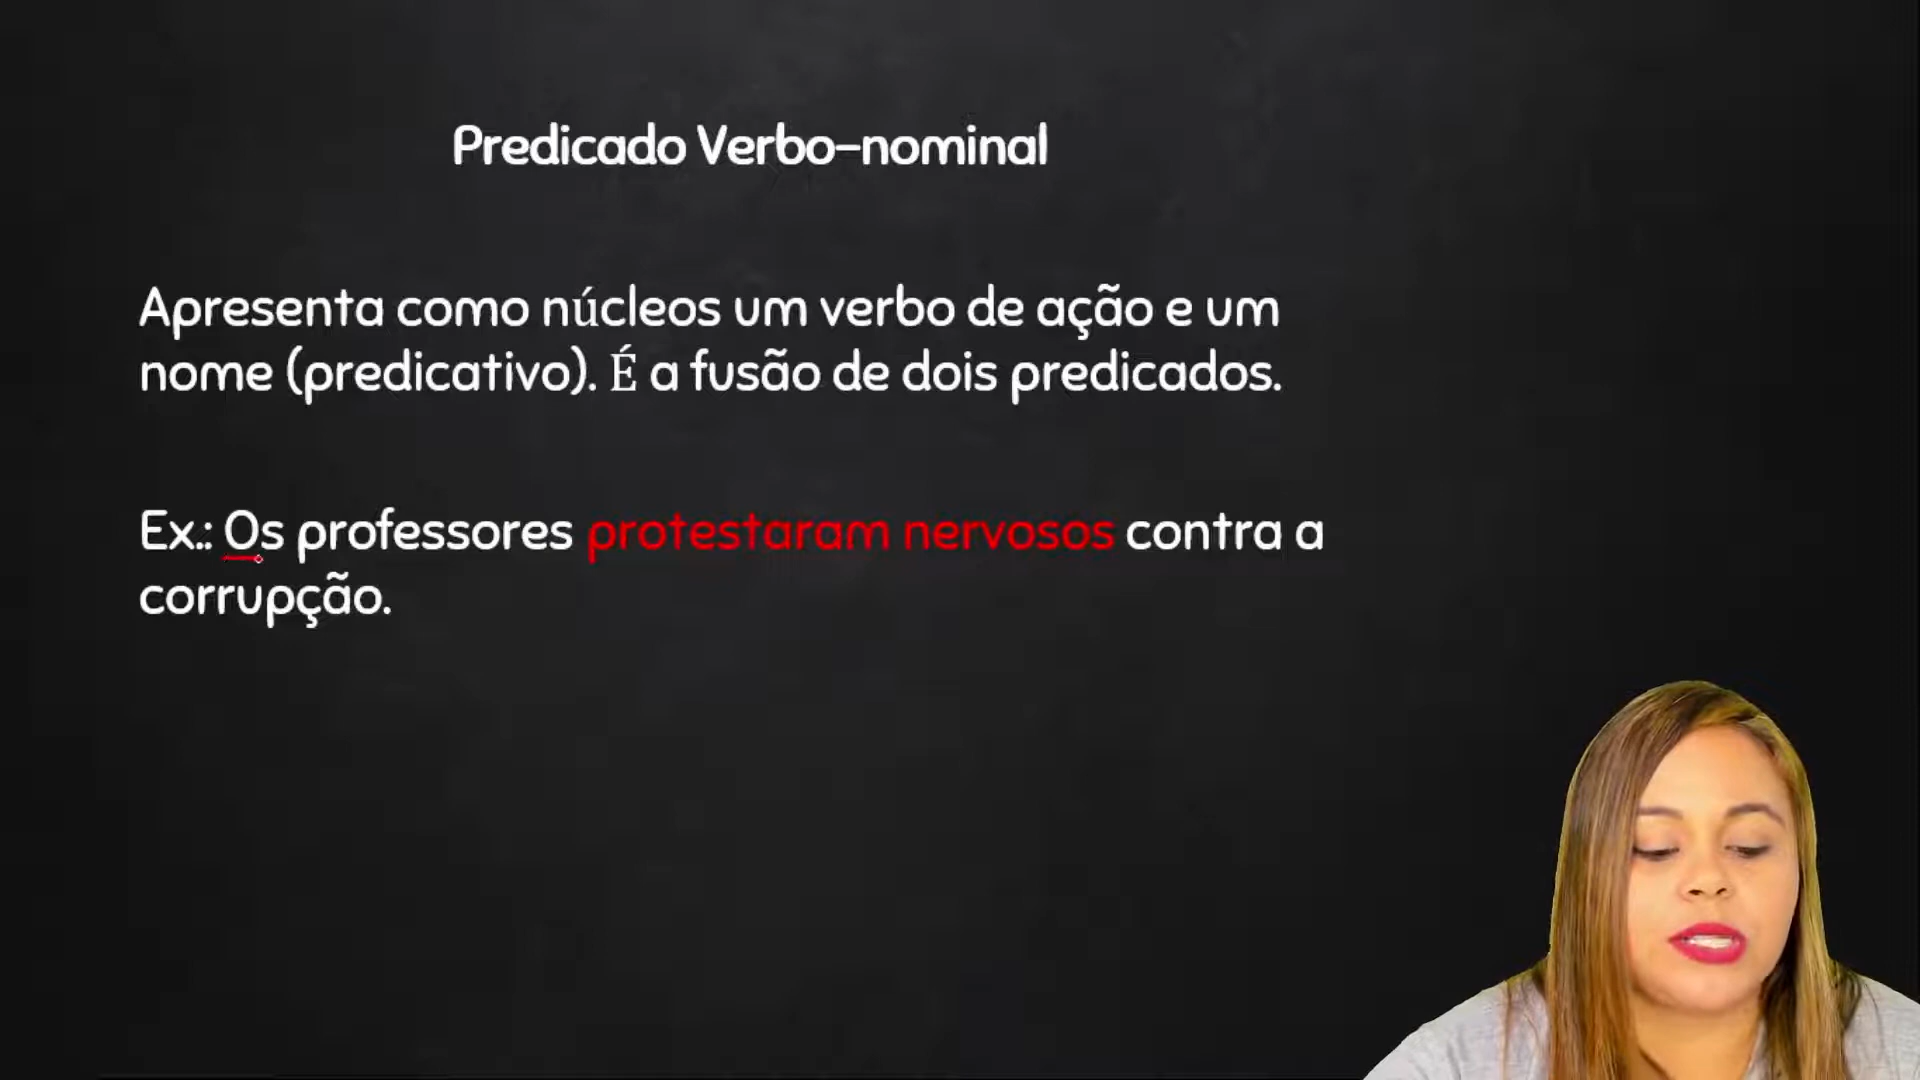 Predicado Verbo-nominal
Apresenta como núcleos um verbo de ação e um
nome (predicativo). É a fusão de dois predicados.
Ex.: Os professores protestaram nervosos contra a
corrupção.